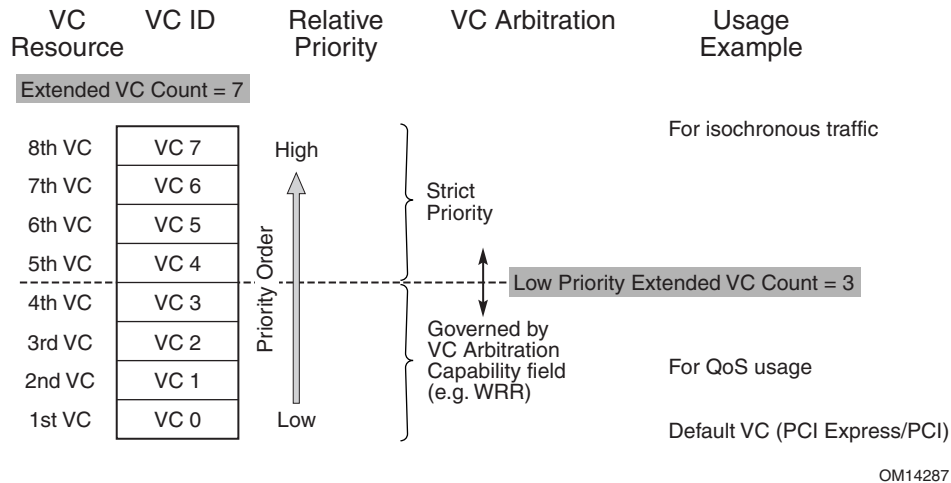 VC Resource
VC ID
Relative Priority
VC Arbitration
Usage Example
Extended VC Count = 7
For isochronous traffic
8th VC VC 7 High
7th VC VC 6
6th VC VC 5
5th VC VC 4
Strict
Priority
Priority Order
Low Priority Extended VC Count = 3
4th VC VC 3
3rd VC VC 2
2nd VC VC 1
1st VC VC 0 Low
Governed by
VC Arbitration
Capability field
(e.g. WRR)
For QoS usage
Default VC (PCI Express/PCI)
OM14287